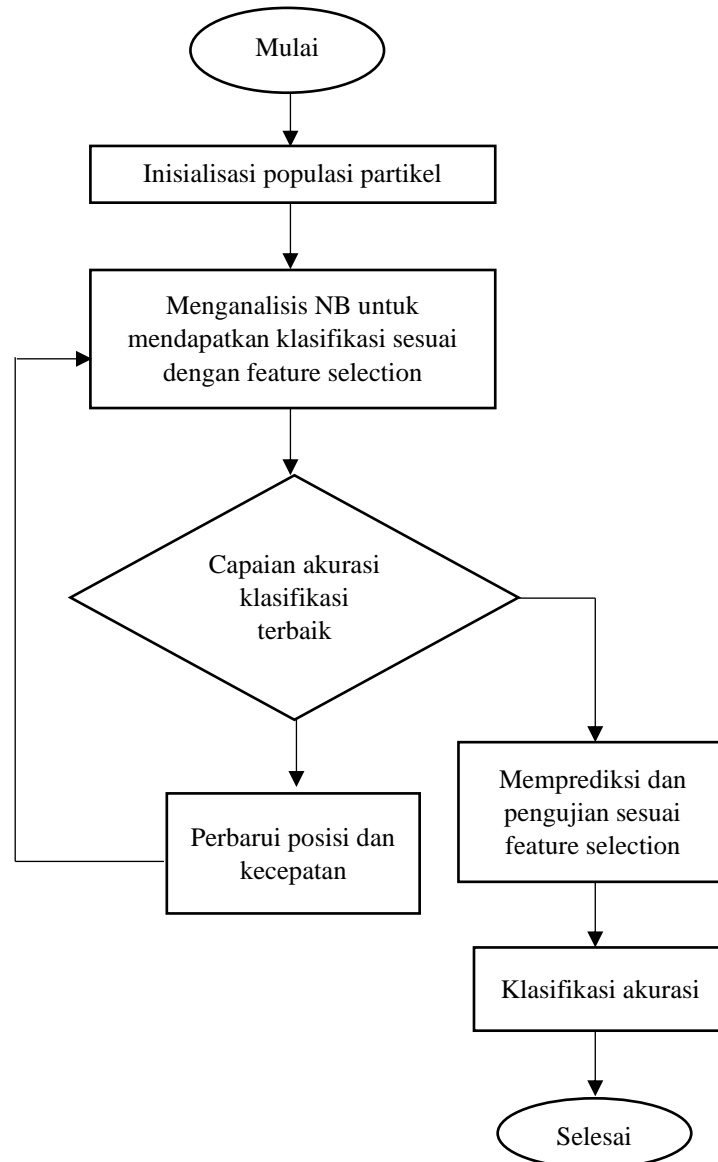 Mulai
Inisialisasi populasi partikel
Menganalisis NB untuk
mendapatkan klasifikasi sesuai
dengan feature selection
Capaian akurasi
klasifikasi
terbaik
Perbarui posisi dan
kecepatan
Memprediksi dan
pengujian sesuai
feature selection
Klasifikasi akurasi
Selesai